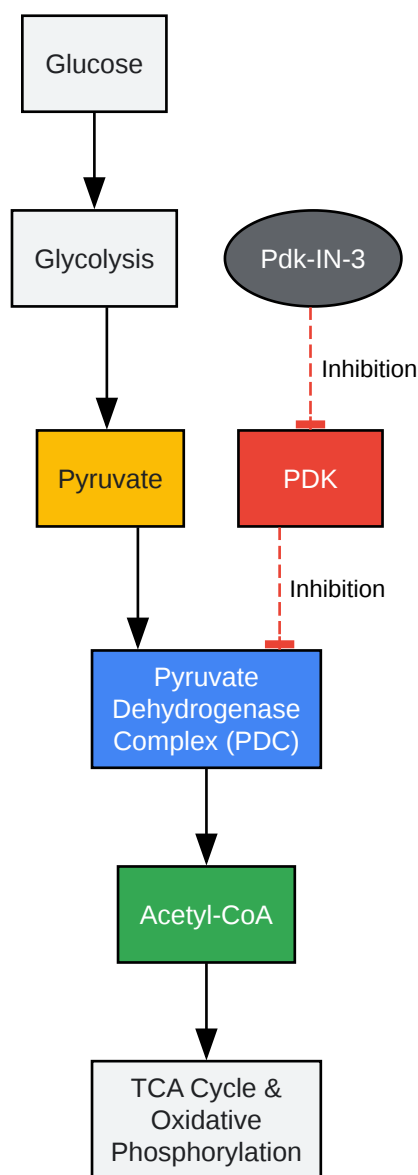 Glucose
Glycolysis
Pdk-IN-3
Inhibition
Pyruvate
PDK
Inhibition
Pyruvate
Dehydrogenase
Complex (PDC)
Acetyl-CoA
TCA Cycle &
Oxidative
Phosphorylation